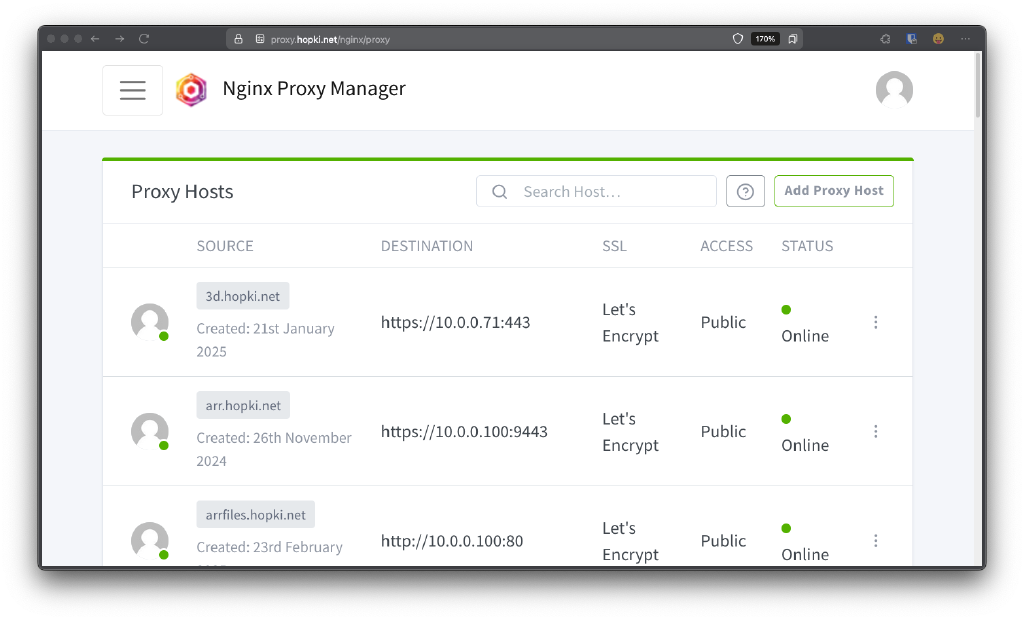 proxy.hopki.net/nginx/proxy 170%
Nginx Proxy Manager
Proxy Hosts Search Host... Add Proxy Host
SOURCE DESTINATION SSL ACCESS STATUS
3d.hopki.net
Created: 21st January
2025
https://10.0.0.71:443
Let's
Encrypt
Public
Online
arr.hopki.net
Created: 26th November
2024
https://10.0.0.100:9443
Let's
Encrypt
Public
Online
arrfiles.hopki.net
Created: 23rd February
http://10.0.0.100:80
Let's
Encrypt
Public
Online